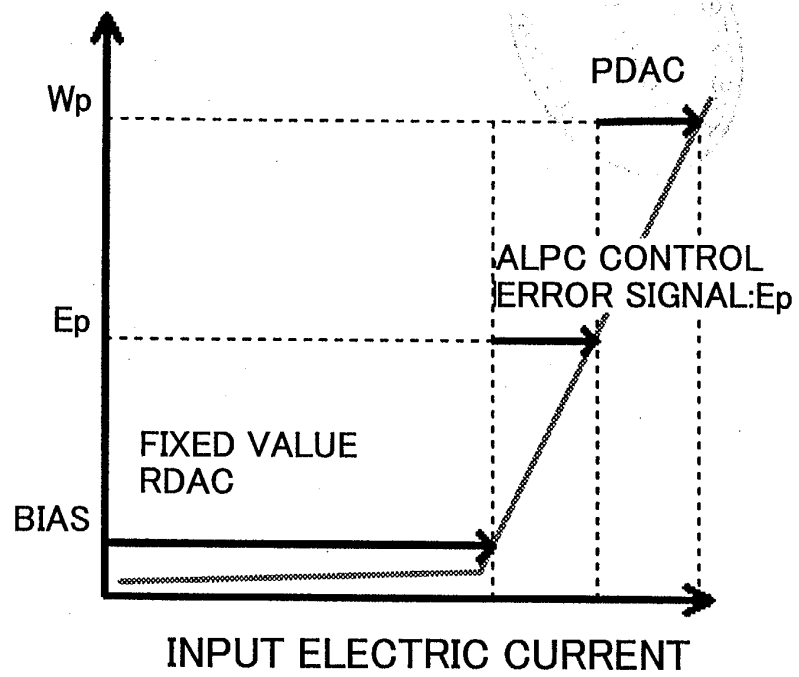 PDAC
Wp
ALPC CONTROL
ERROR SIGNAL:Ep
Ep
FIXED VALUE
RDAC
BIAS
INPUT ELECTRIC CURRENT